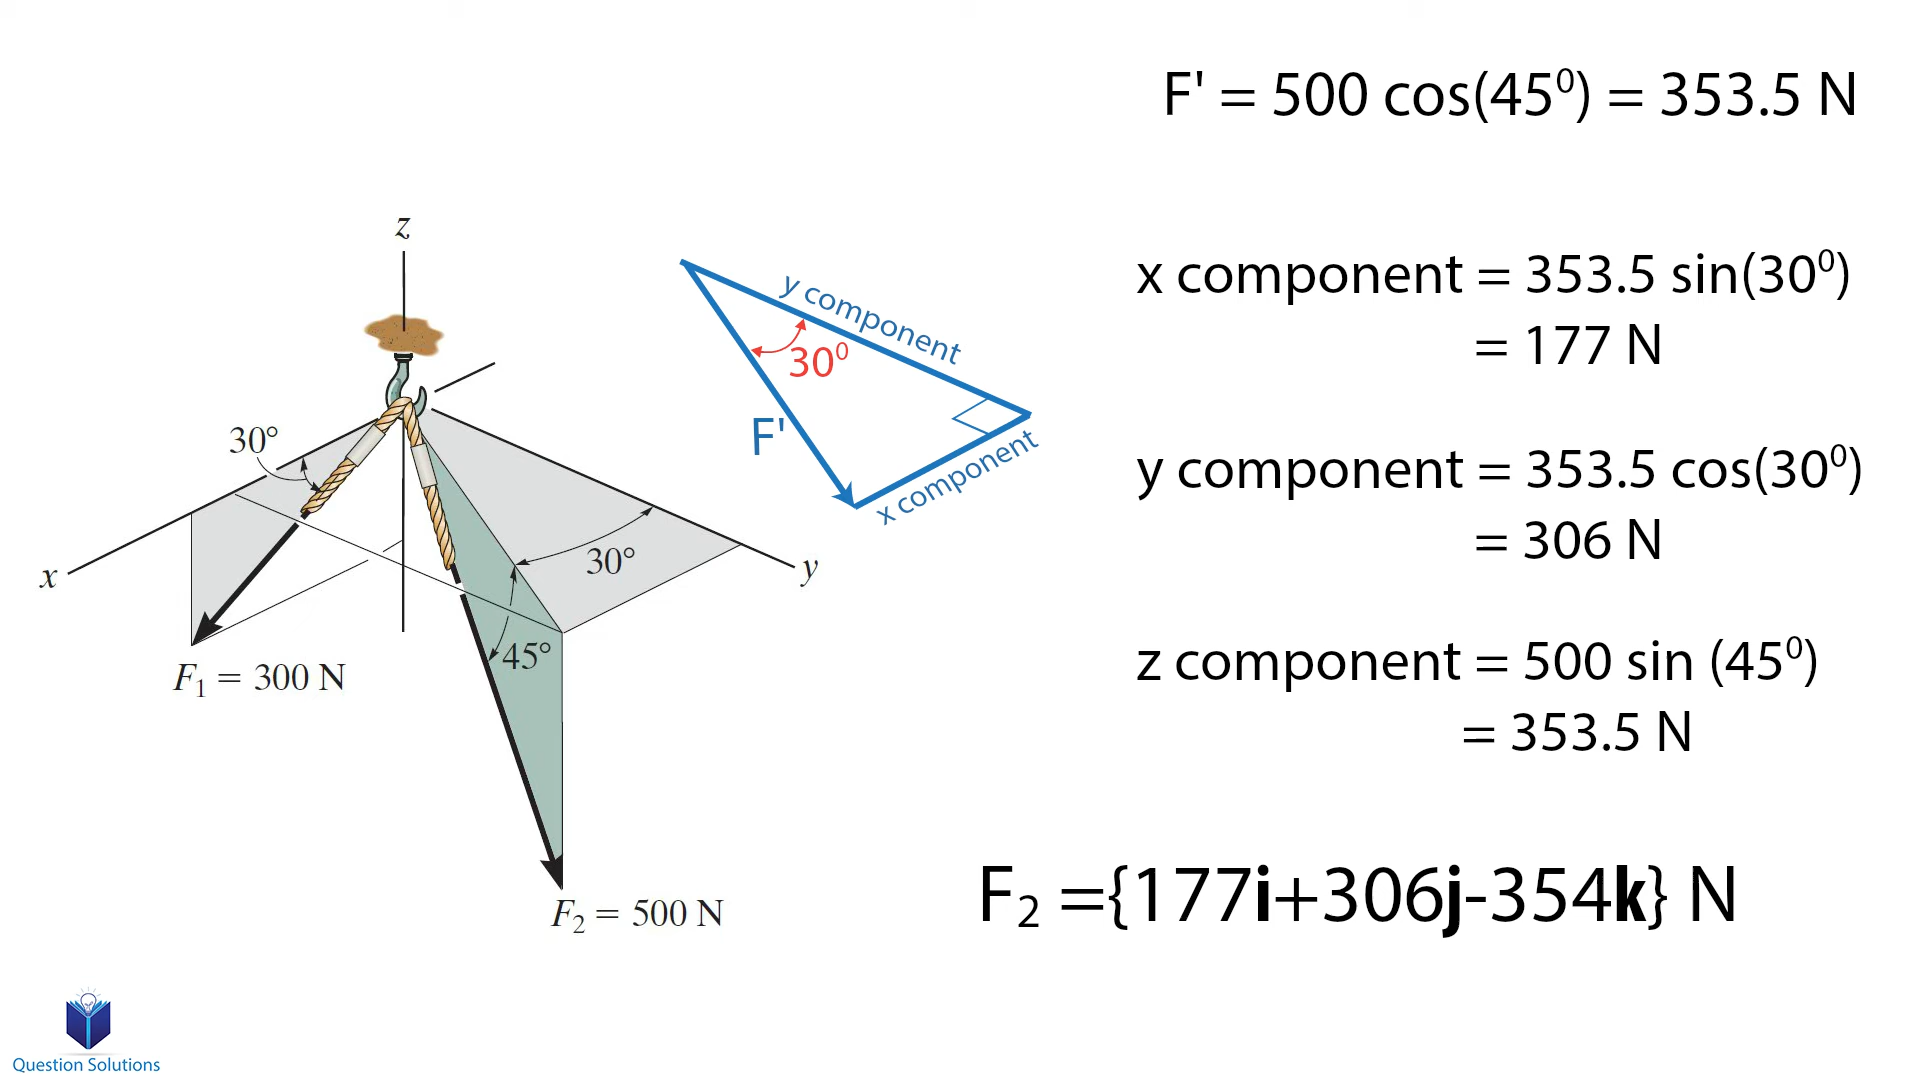 F' = 500 cos(45⁰) = 353.5 N
z
30°
x
30°
y
45°
F₁ = 300 N
F₂ = 500 N
y component
30⁰
F'
x component
x component = 353.5 sin(30⁰)
= 177 N
y component = 353.5 cos(30⁰)
= 306 N
z component = 500 sin (45⁰)
= 353.5 N
F₂ ={177i+306j-354k} N
Question Solutions